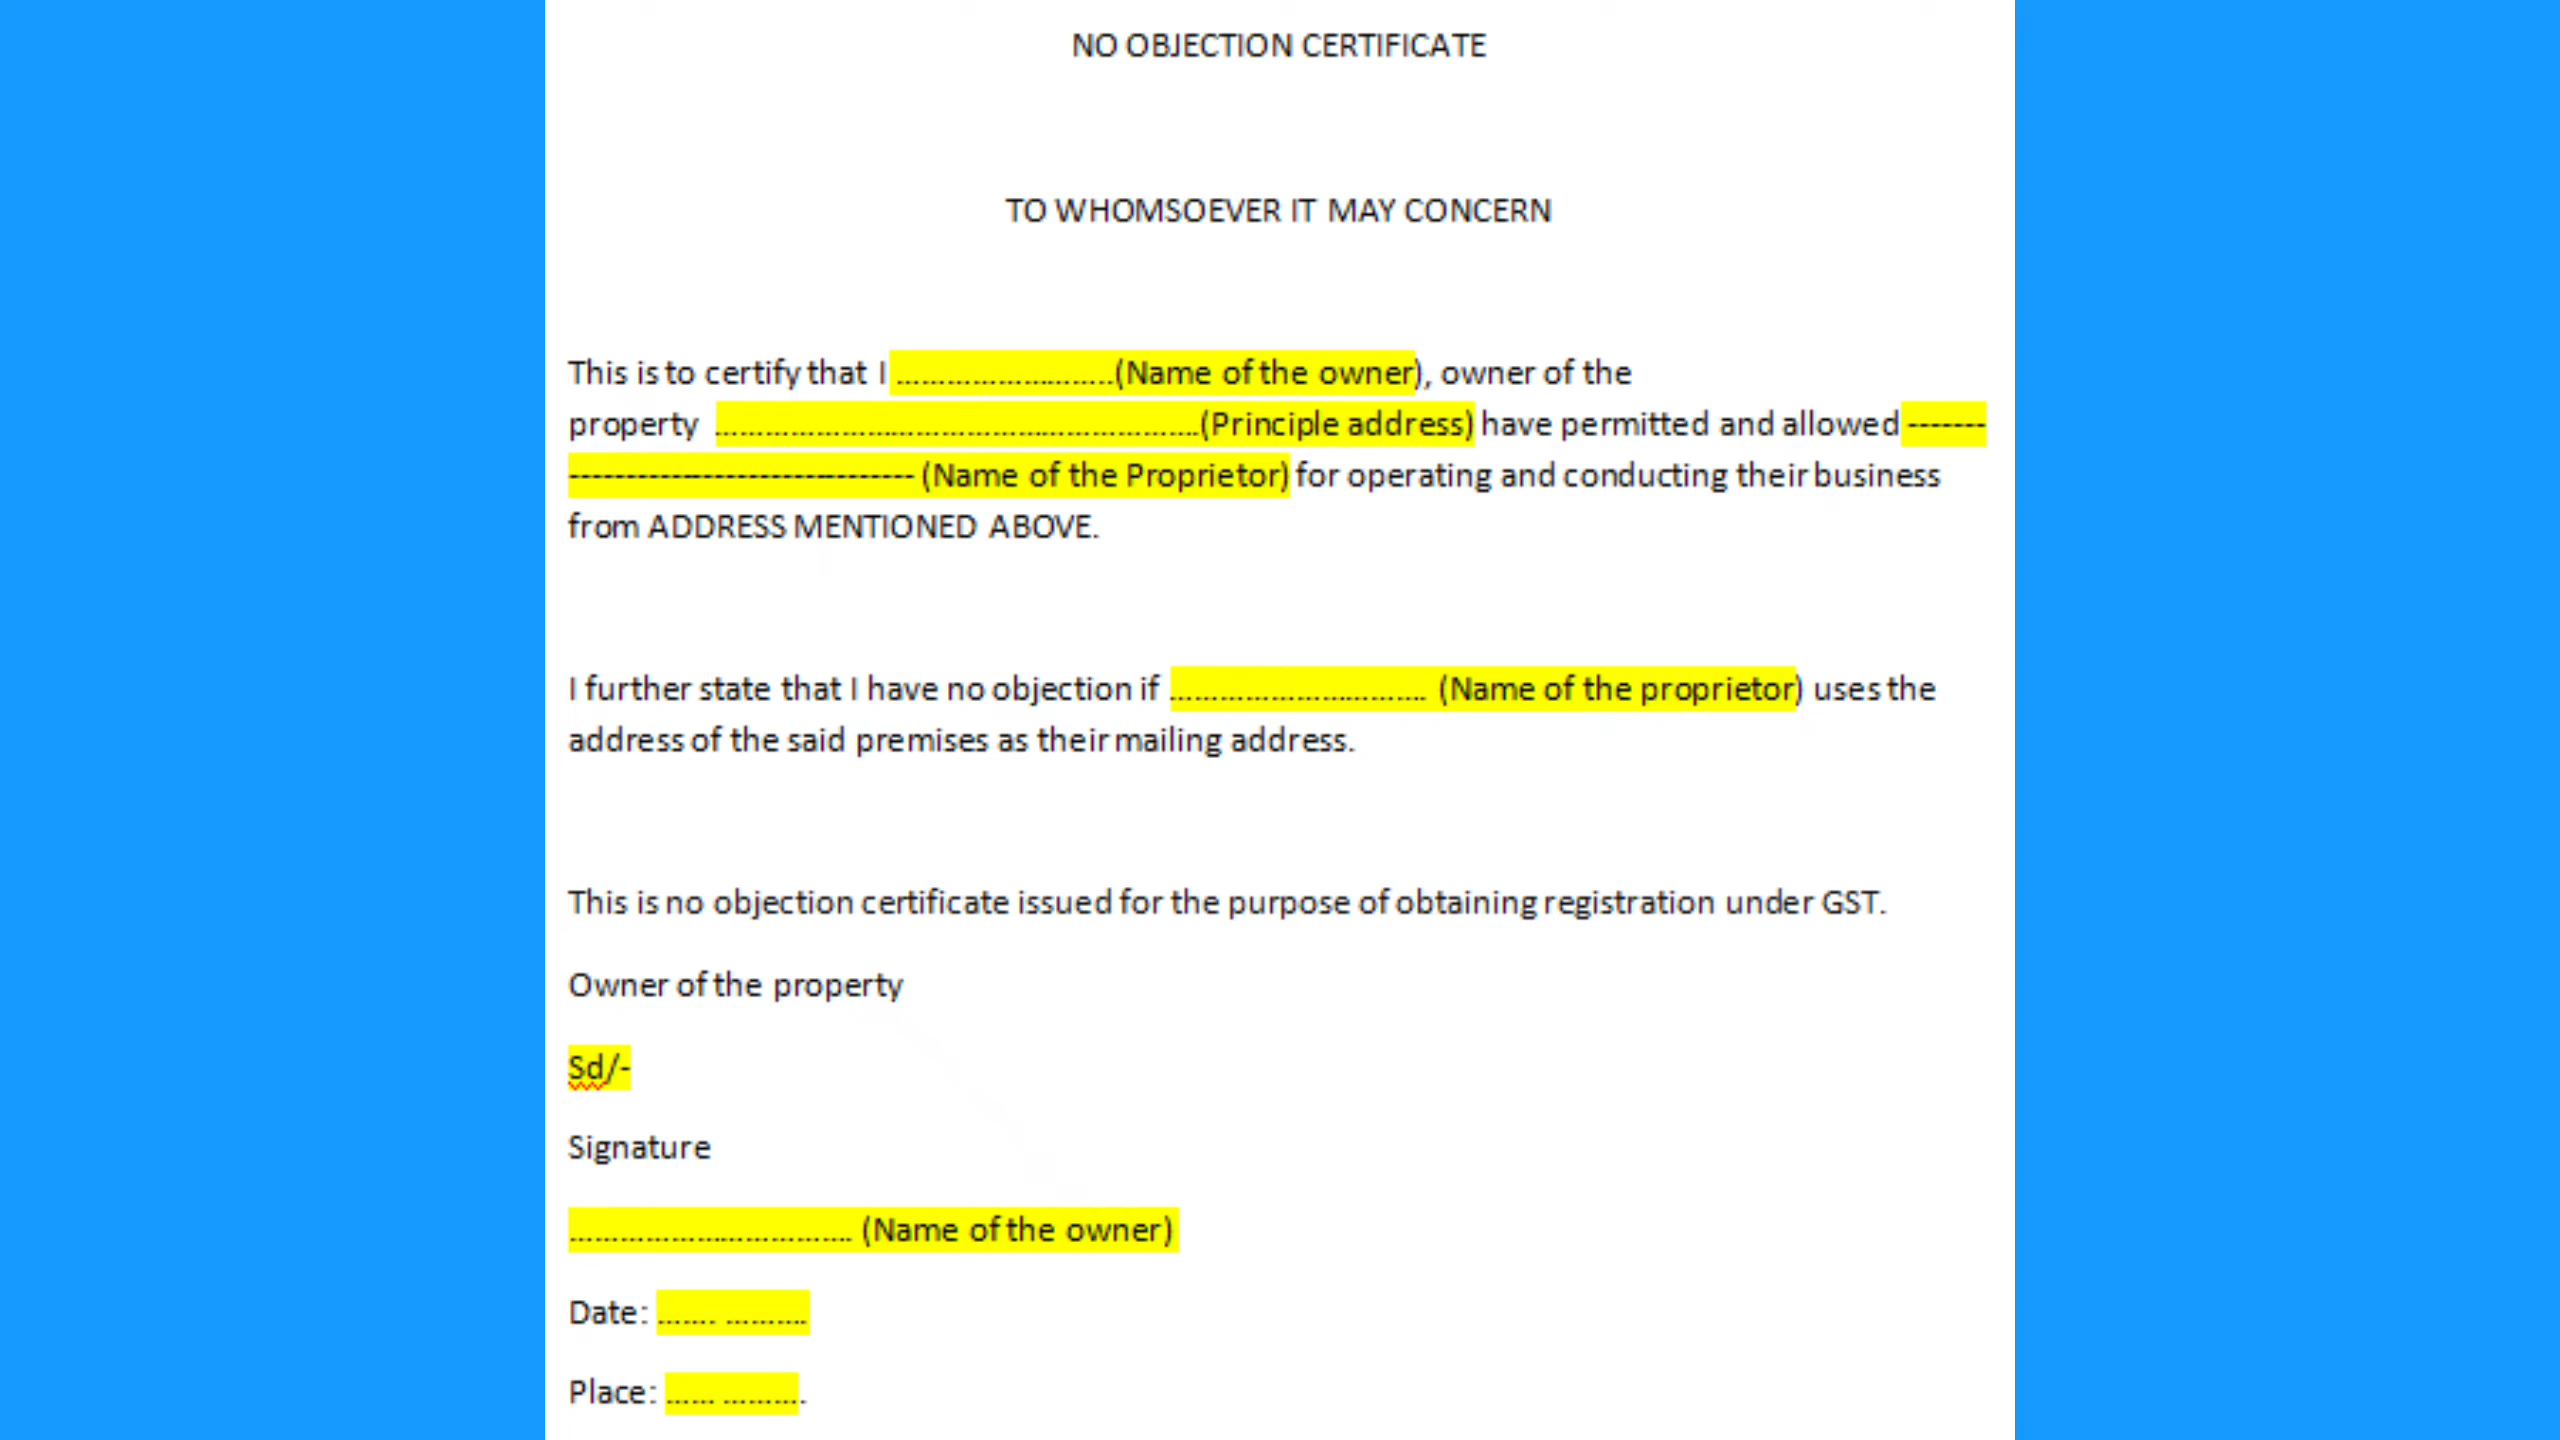 NO OBJECTION CERTIFICATE
TO WHOMSOEVER IT MAY CONCERN
This is to certify that I ……………………..(Name of the owner), owner of the
property ………………………………………………….(Principle address) have permitted and allowed -------
------------------------------- (Name of the Proprietor) for operating and conducting their business
from ADDRESS MENTIONED ABOVE.
I further state that I have no objection if …………………………. (Name of the proprietor) uses the
address of the said premises as their mailing address.
This is no objection certificate issued for the purpose of obtaining registration under GST.
Owner of the property
Sd/-
Signature
……………………………. (Name of the owner)
Date: ……. ……….
Place: …… ……….